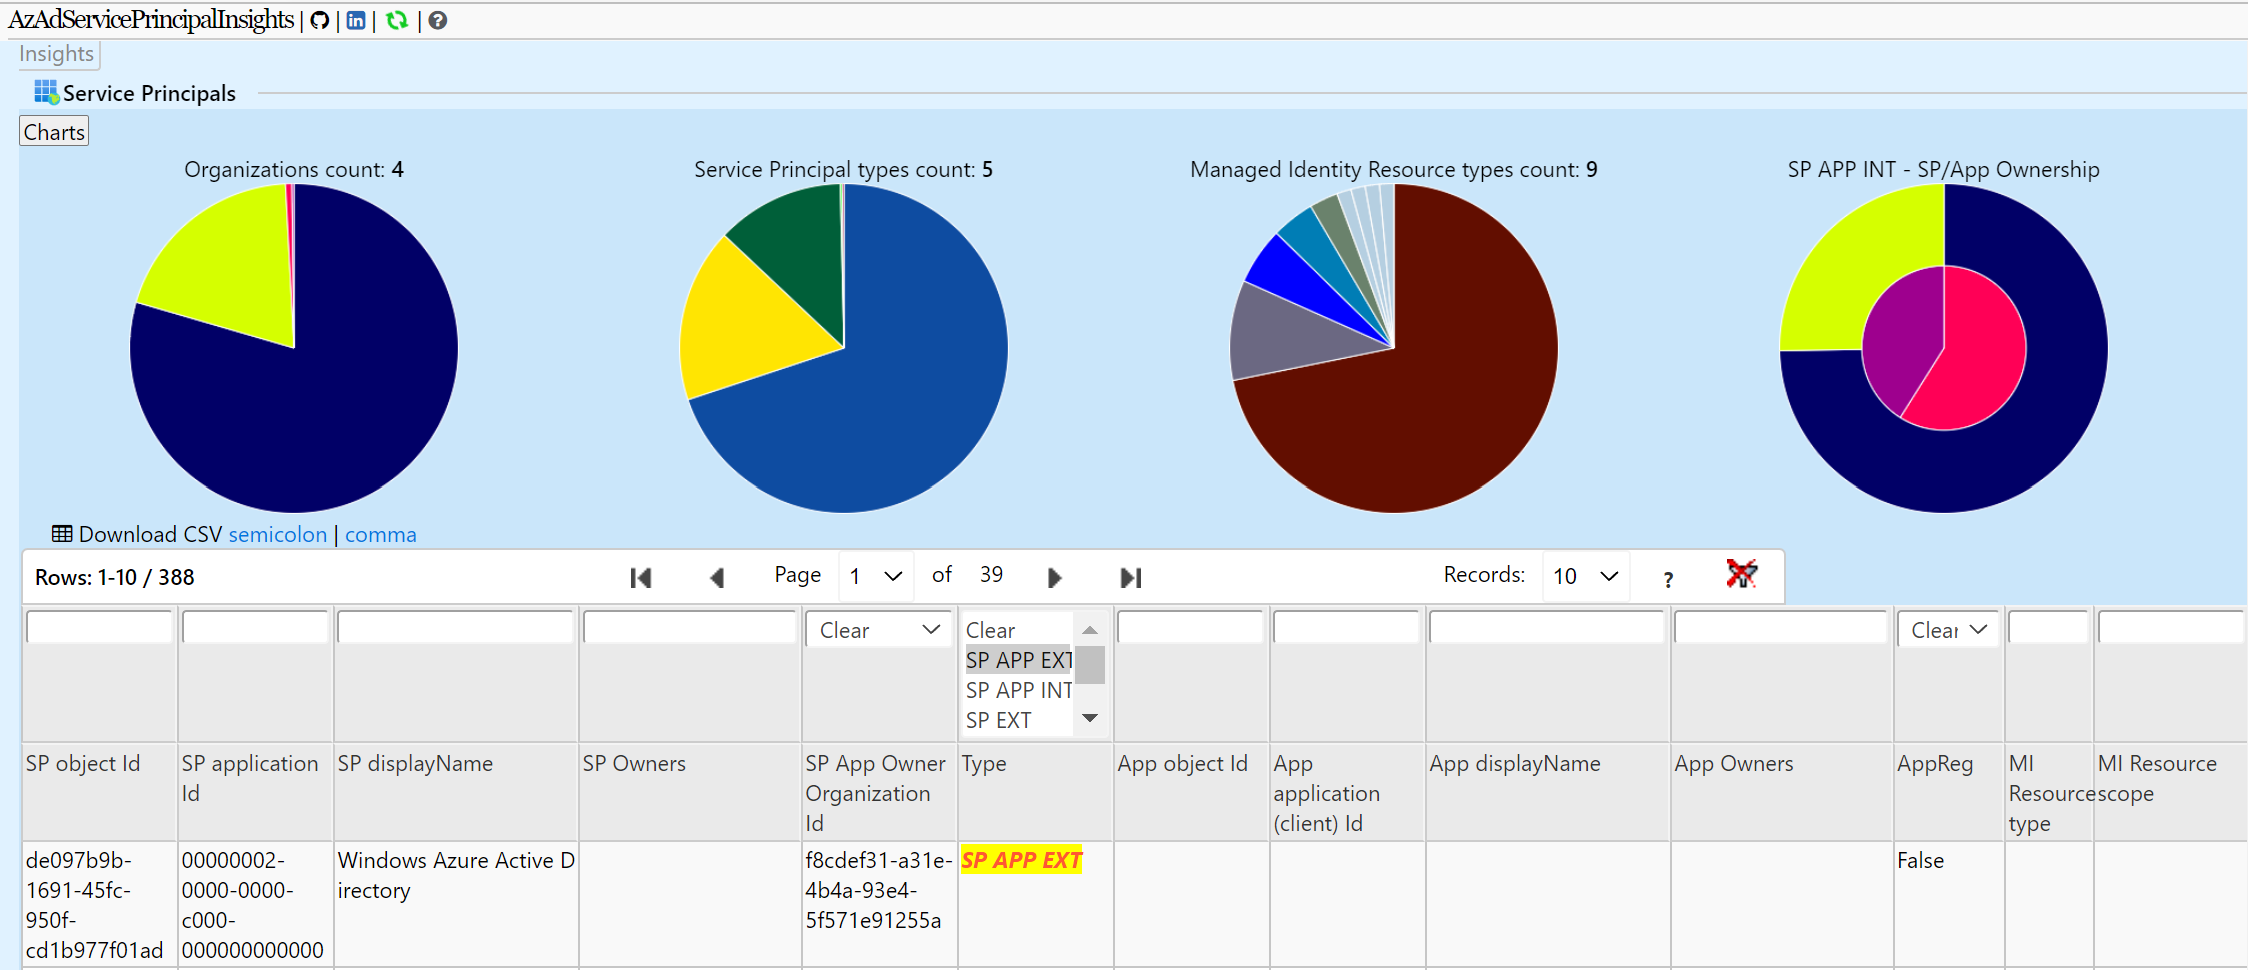 AzAdServicePrincipalInsights | | | | ?
Insights
Service Principals
Charts
Organizations count: 4
Service Principal types count: 5
Managed Identity Resource types count: 9
SP APP INT - SP/App Ownership
Download CSV semicolon | comma
Rows: 1-10 / 388
Page 1 of 39
Records: 10 ?
Clear
Clear
SP APP EXT
SP APP INT
SP EXT
Clear
SP object Id
SP application
Id
SP displayName
SP Owners
SP App Owner
Organization
Id
Type
App object Id
App
application
(client) Id
App displayName
App Owners
AppReg
MI
Resource
type
MI Resource
scope
de097b9b-
1691-45fc-
950f-
cd1b977f01ad
00000002-
0000-0000-
c000-
000000000000
Windows Azure Active D
irectory
f8cdef31-a31e-
4b4a-93e4-
5f571e91255a
SP APP EXT
False